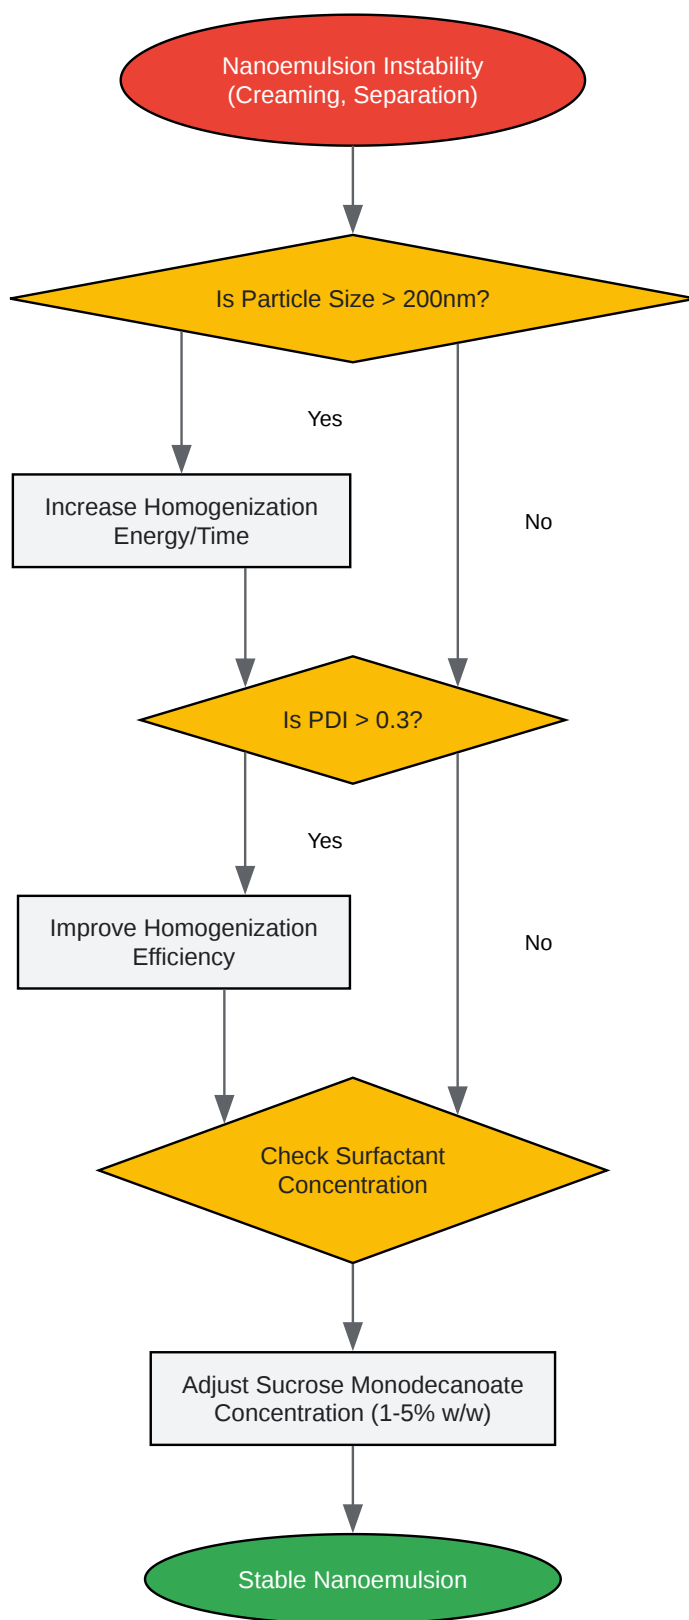 Nanoemulsion Instability
(Creaming, Separation)
Is Particle Size > 200nm?
Yes
Increase Homogenization
Energy/Time
No
Is PDI > 0.3?
Yes
Improve Homogenization
Efficiency
No
Check Surfactant
Concentration
Adjust Sucrose Monodecanoate
Concentration (1-5% w/w)
Stable Nanoemulsion